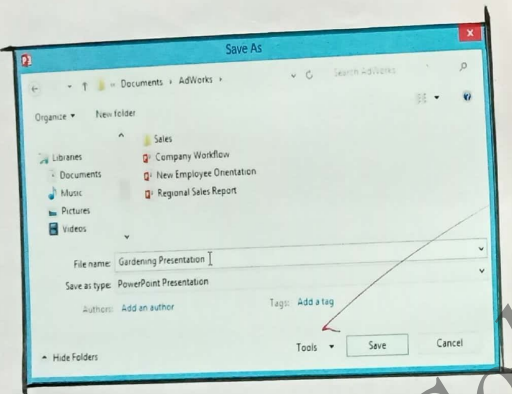 Save As
« Documents › AdWorks ›
Search AdWorks
Organize
New folder
Sales
Libraries
Company Workflow
Documents
New Employee Orientation
Music
Regional Sales Report
Pictures
Videos
File name: Gardening Presentation
Save as type: PowerPoint Presentation
Authors: Add an author
Tags: Add a tag
Hide Folders
Tools
Save
Cancel